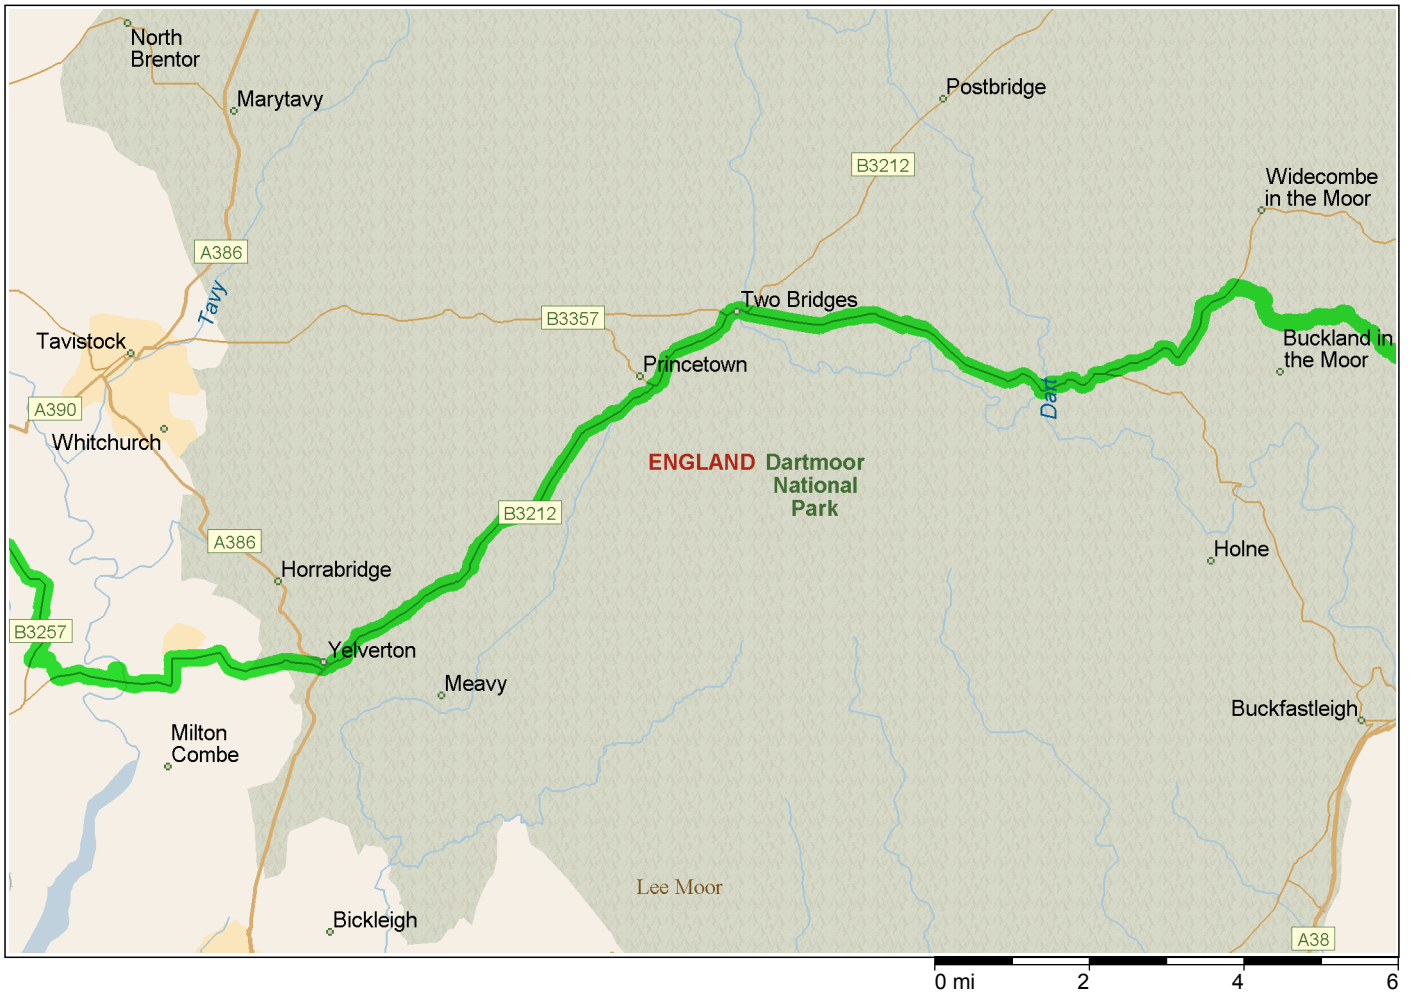 North
Brentor
Marytavy
Postbridge
B3212
Widecombe
in the Moor
A386
Tavy
Two Bridges
B3357
Tavistock
Buckland in
the Moor
Princetown
Dart
A390
Whitchurch
ENGLAND
Dartmoor
National
Park
B3212
A386
Holne
Horrabridge
B3257
Yelverton
Meavy
Buckfastleigh
Milton
Combe
Lee Moor
Bickleigh
A38
0 mi 2 4 6